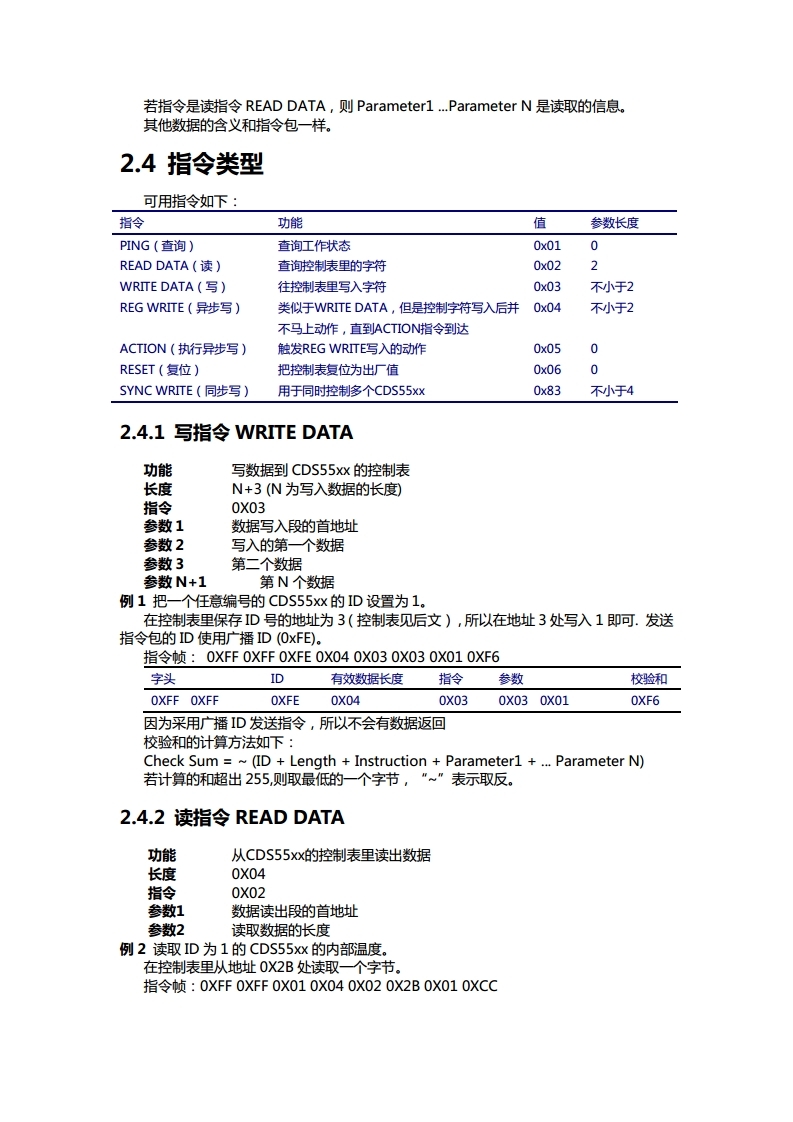 若指令是读指令 READ DATA，则 Parameter1 ...Parameter N 是读取的信息。
其他数据的含义和指令包一样。
2.4 指令类型
可用指令如下：
指令 功能 值 参数长度
PING（查询） 查询工作状态 0x01 0
READ DATA（读） 查询控制表里的字符 0x02 2
WRITE DATA（写） 往控制表里写入字符 0x03 不小于2
REG WRITE（异步写） 类似于WRITE DATA，但是控制字符写入后并 0x04 不小于2
不马上动作，直到ACTION指令到达
ACTION（执行异步写） 触发REG WRITE写入的动作 0x05 0
RESET（复位） 把控制表复位为出厂值 0x06 0
SYNC WRITE（同步写） 用于同时控制多个CDS55xx 0x83 不小于4
2.4.1 写指令 WRITE DATA
功能 写数据到 CDS55xx 的控制表
长度 N+3 (N 为写入数据的长度)
指令 0X03
参数 1 数据写入段的首地址
参数 2 写入的第一个数据
参数 3 第二个数据
参数 N+1 第 N 个数据
例 1 把一个任意编号的 CDS55xx 的 ID 设置为 1。
在控制表里保存 ID 号的地址为 3（控制表见后文）,所以在地址 3 处写入 1 即可. 发送
指令包的 ID 使用广播 ID (0xFE)。
指令帧： 0XFF 0XFF 0XFE 0X04 0X03 0X03 0X01 0XF6
字头 ID 有效数据长度 指令 参数 校验和
0XFF 0XFF 0XFE 0X04 0X03 0X03 0X01 0XF6
因为采用广播 ID 发送指令，所以不会有数据返回
校验和的计算方法如下：
Check Sum = ~ (ID + Length + Instruction + Parameter1 + ... Parameter N)
若计算的和超出 255,则取最低的一个字节，“~”表示取反。
2.4.2 读指令 READ DATA
功能 从CDS55xx的控制表里读出数据
长度 0X04
指令 0X02
参数1 数据读出段的首地址
参数2 读取数据的长度
例 2 读取 ID 为 1 的 CDS55xx 的内部温度。
在控制表里从地址 0X2B 处读取一个字节。
指令帧：0XFF 0XFF 0X01 0X04 0X02 0X2B 0X01 0XCC